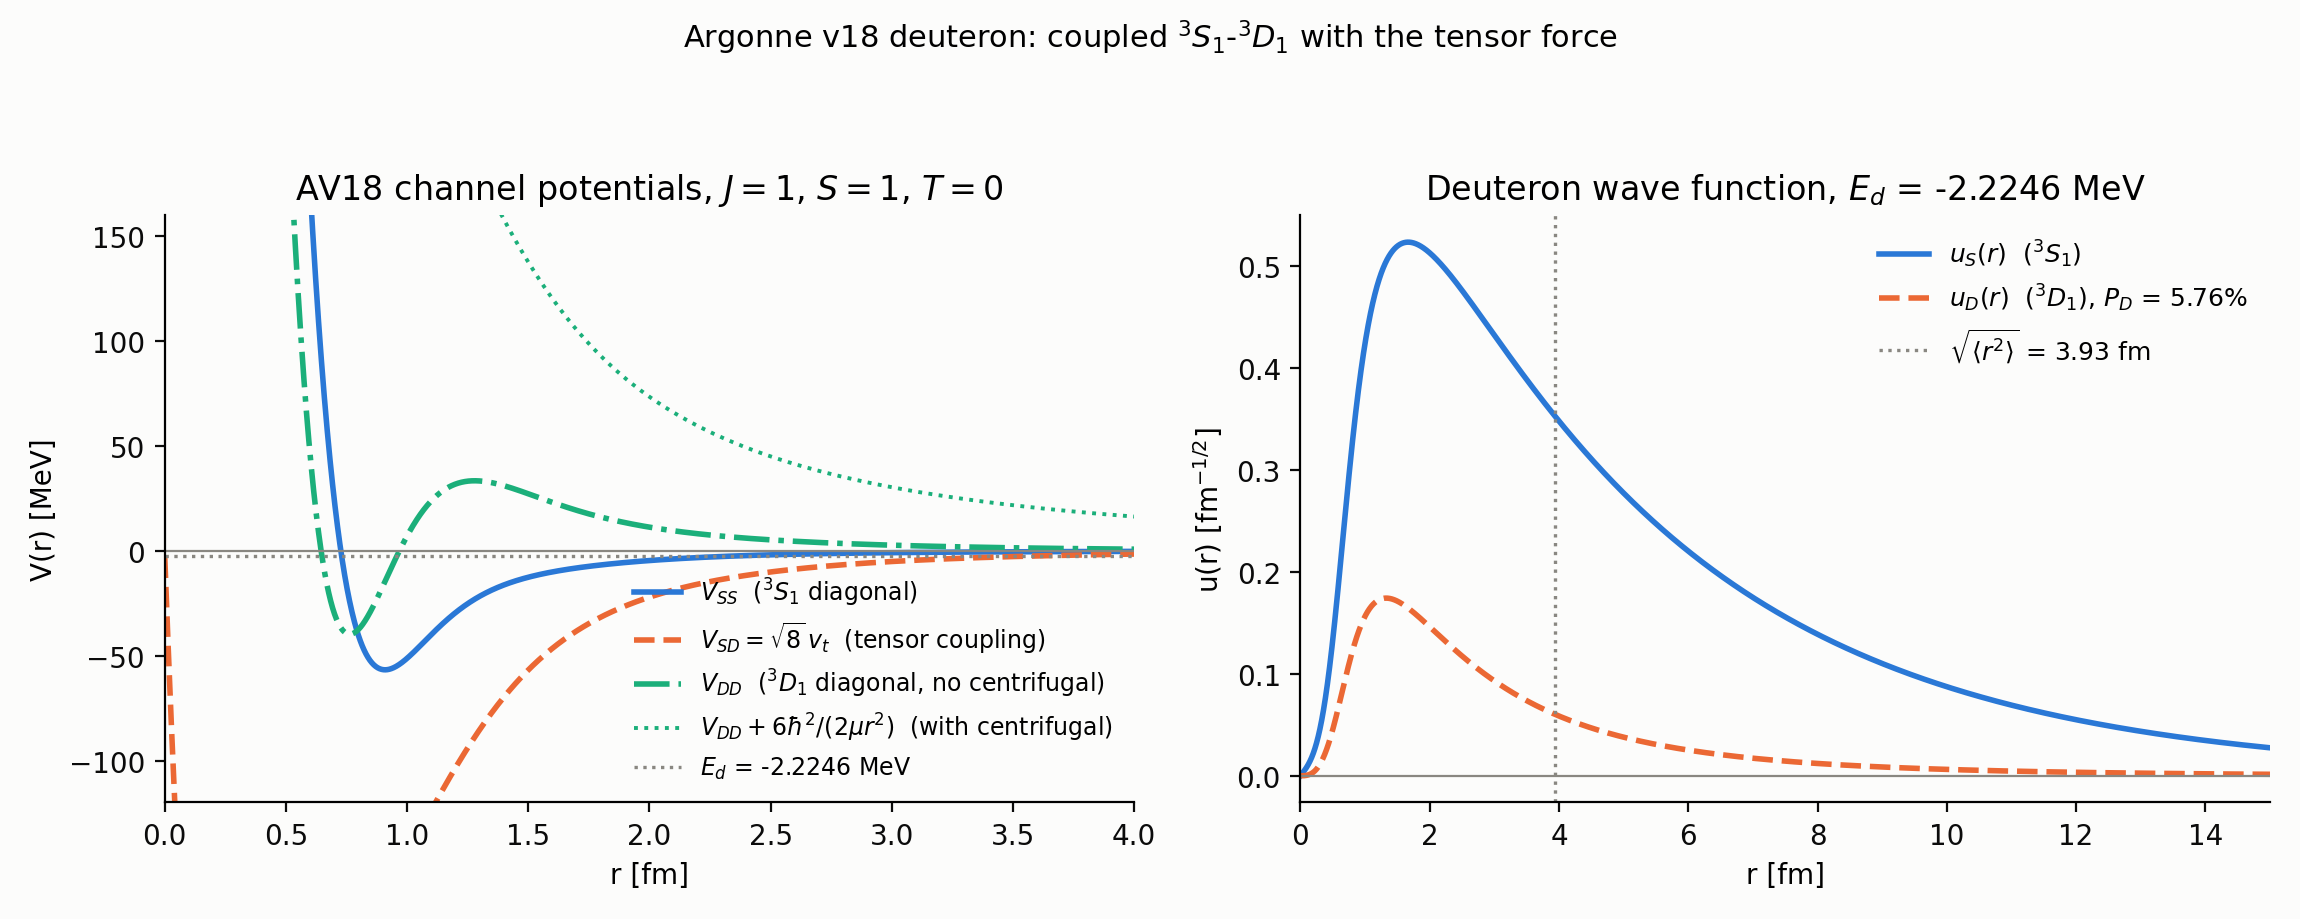 Argonne v18 deuteron: coupled ³S₁-³D₁ with the tensor force
AV18 channel potentials, J = 1, S = 1, T = 0
V(r) [MeV]
150
100
50
0
−50
−100
0.0 0.5 1.0 1.5 2.0 2.5 3.0 3.5 4.0
r [fm]
V_SS (³S₁ diagonal)
V_SD = √8 v_t (tensor coupling)
V_DD (³D₁ diagonal, no centrifugal)
V_DD + 6ℏ²/(2μr²) (with centrifugal)
E_d = -2.2246 MeV
Deuteron wave function, E_d = -2.2246 MeV
u(r) [fm^−1/2]
0.5
0.4
0.3
0.2
0.1
0.0
0 2 4 6 8 10 12 14
r [fm]
u_S(r) (³S₁)
u_D(r) (³D₁), P_D = 5.76%
√⟨r²⟩ = 3.93 fm